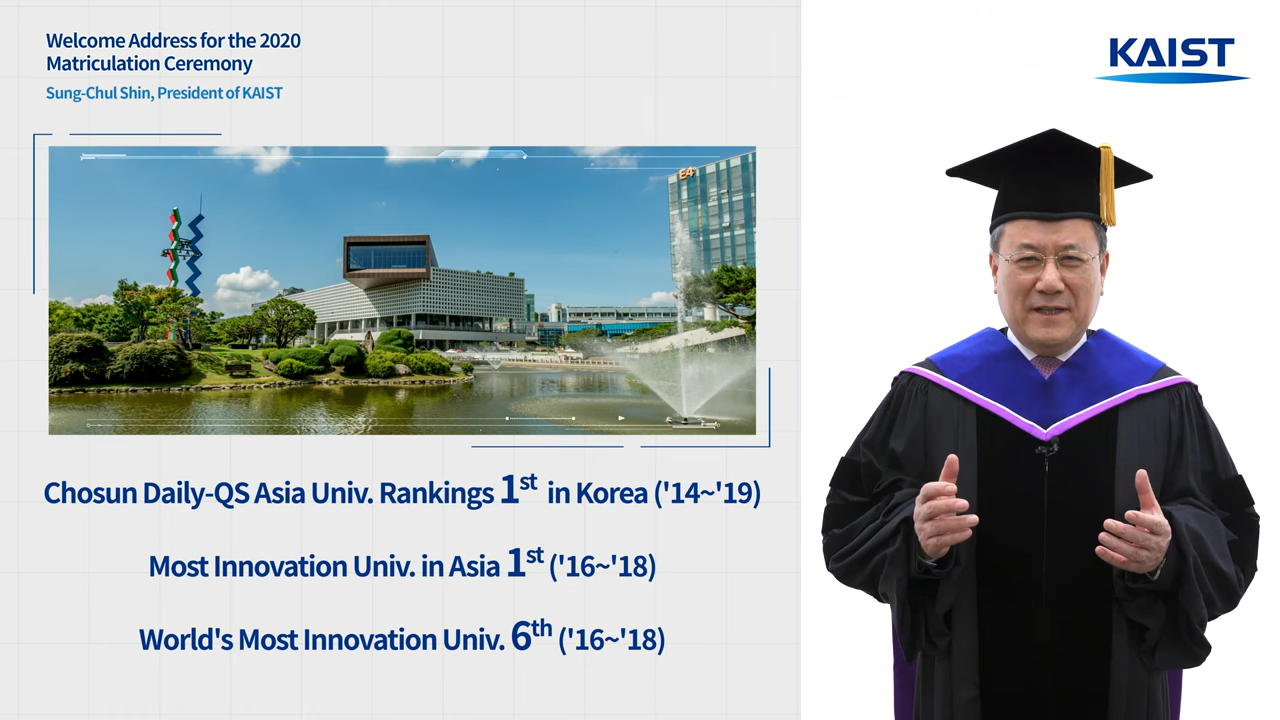 Welcome Address for the 2020
Matriculation Ceremony
Sung-Chul Shin, President of KAIST
KAIST
E4
Chosun Daily-QS Asia Univ. Rankings 1st in Korea ('14~'19)
Most Innovation Univ. in Asia 1st ('16~'18)
World's Most Innovation Univ. 6th ('16~'18)